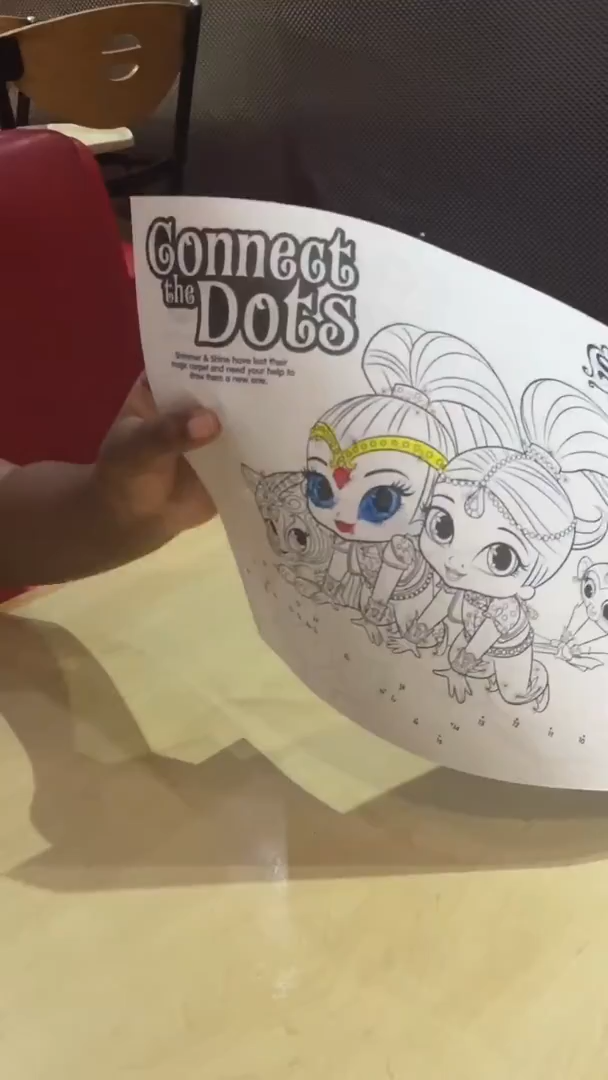 Connect
the
Dots
Shimmer & Shine have lost their
magic carpet and need your help to
draw them a new one.